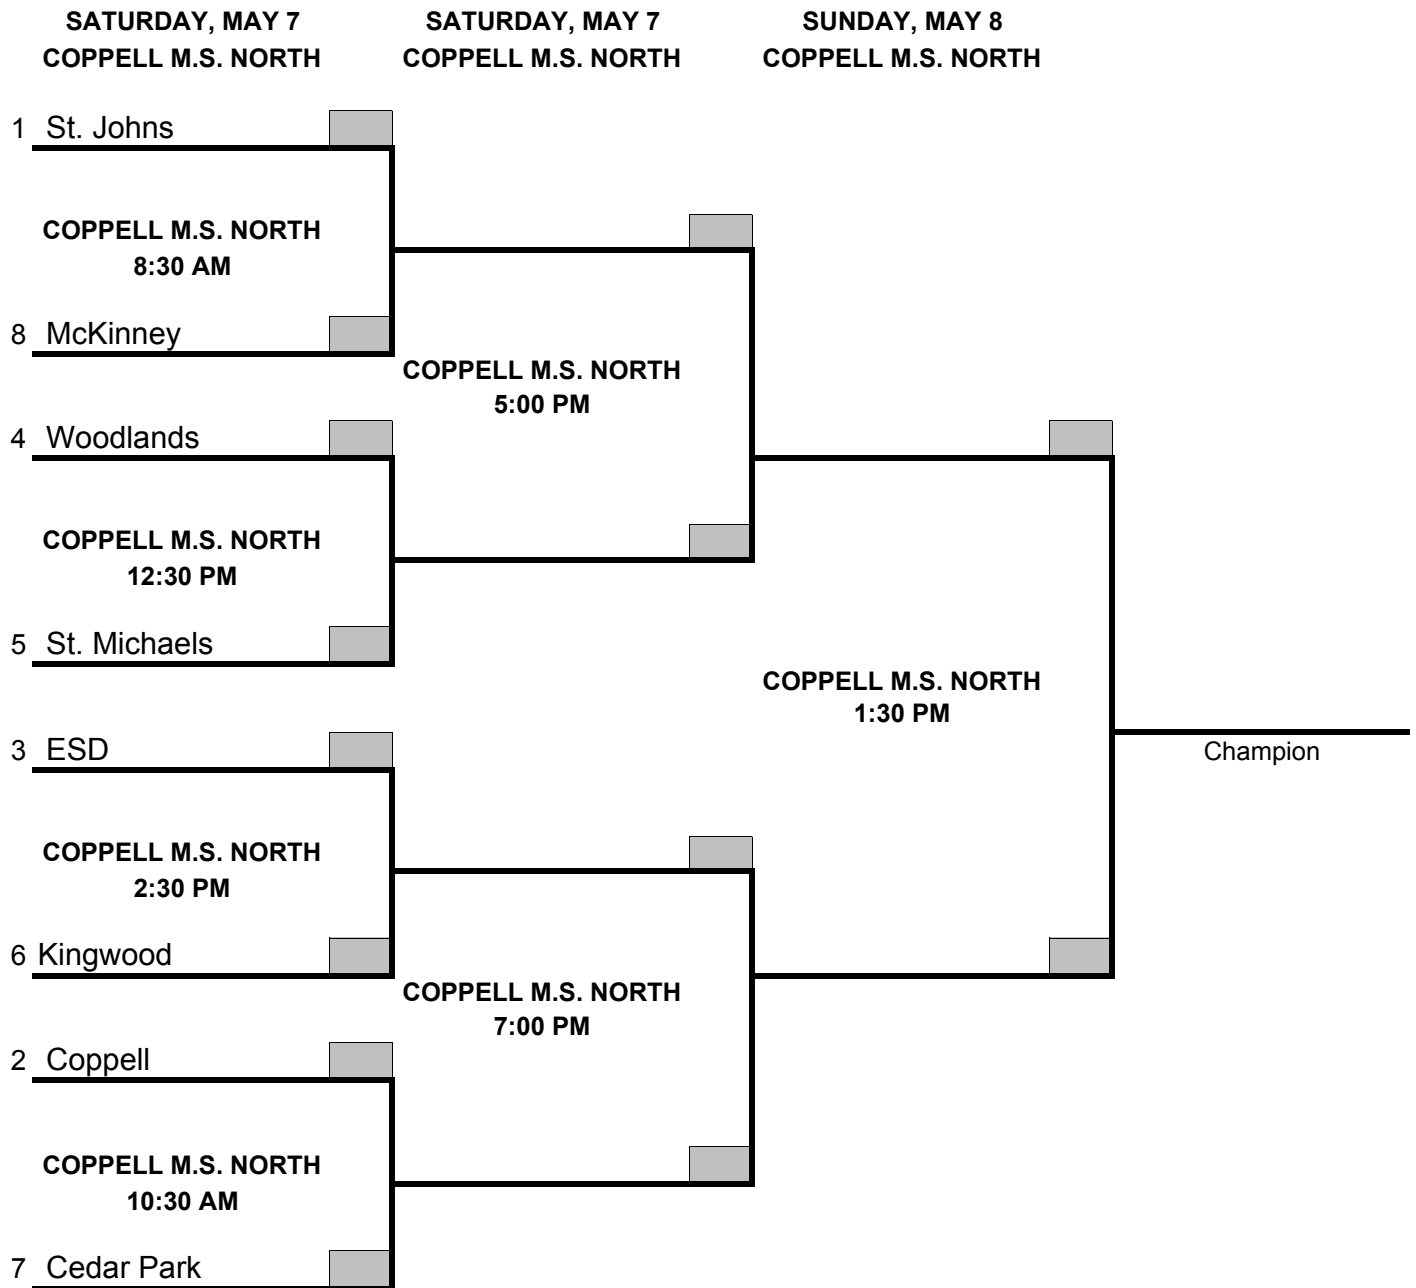 SATURDAY, MAY 7
COPPELL M.S. NORTH
SATURDAY, MAY 7
COPPELL M.S. NORTH
SUNDAY, MAY 8
COPPELL M.S. NORTH
1 St. Johns
COPPELL M.S. NORTH
8:30 AM
8 McKinney
COPPELL M.S. NORTH
5:00 PM
4 Woodlands
COPPELL M.S. NORTH
12:30 PM
5 St. Michaels
COPPELL M.S. NORTH
1:30 PM
Champion
3 ESD
COPPELL M.S. NORTH
2:30 PM
6 Kingwood
COPPELL M.S. NORTH
7:00 PM
2 Coppell
COPPELL M.S. NORTH
10:30 AM
7 Cedar Park